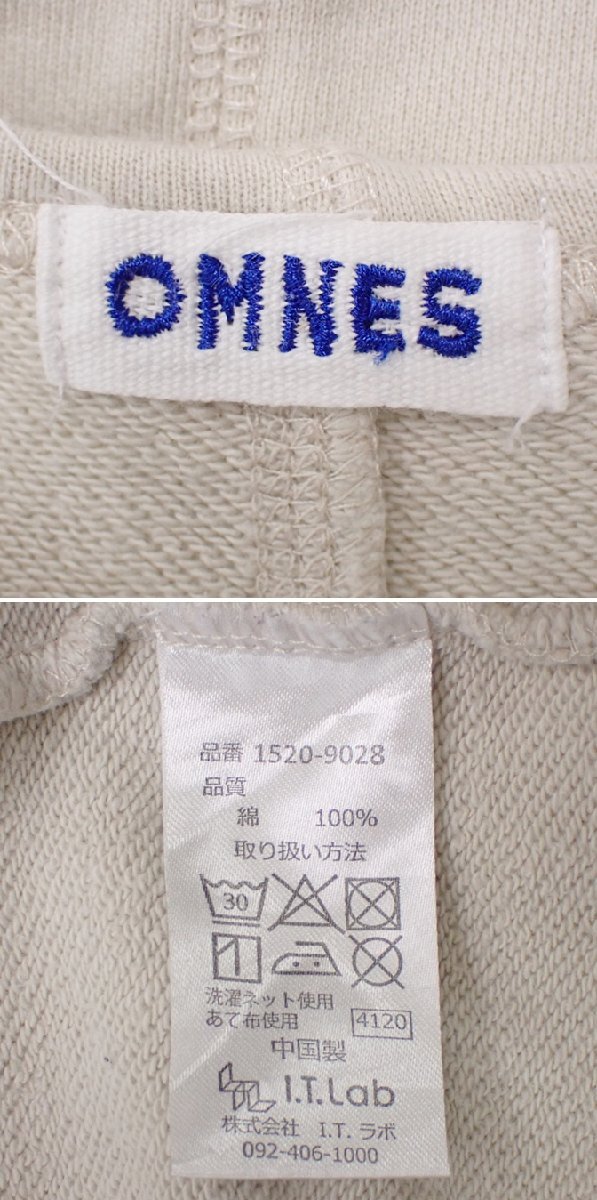 OMNES
品番 1520-9028
品質
綿 100%
取り扱い方法
30
洗濯ネット使用
あて布使用 4120
中国製
I.T.Lab
株式会社 I.T. ラボ
092-406-1000